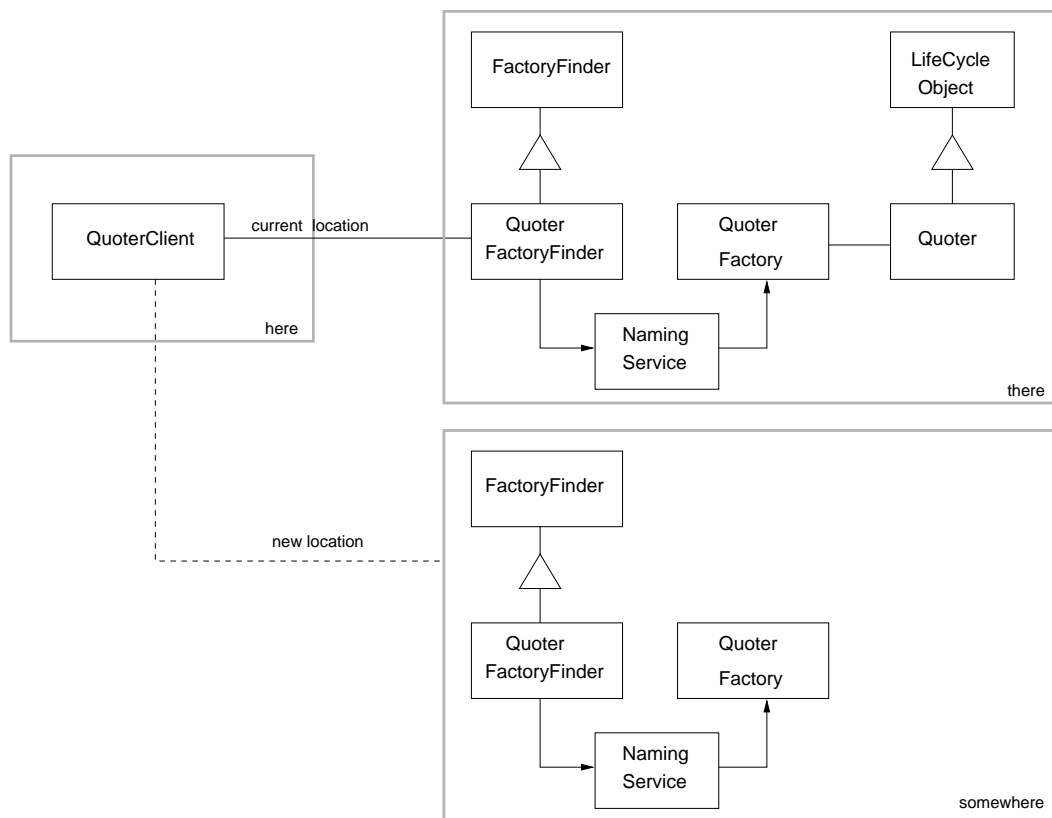 FactoryFinder
LifeCycle
Object
QuoterClient
current location
Quoter
FactoryFinder
Quoter
Factory
Quoter
here
Naming
Service
there
FactoryFinder
new location
Quoter
FactoryFinder
Quoter
Factory
Naming
Service
somewhere